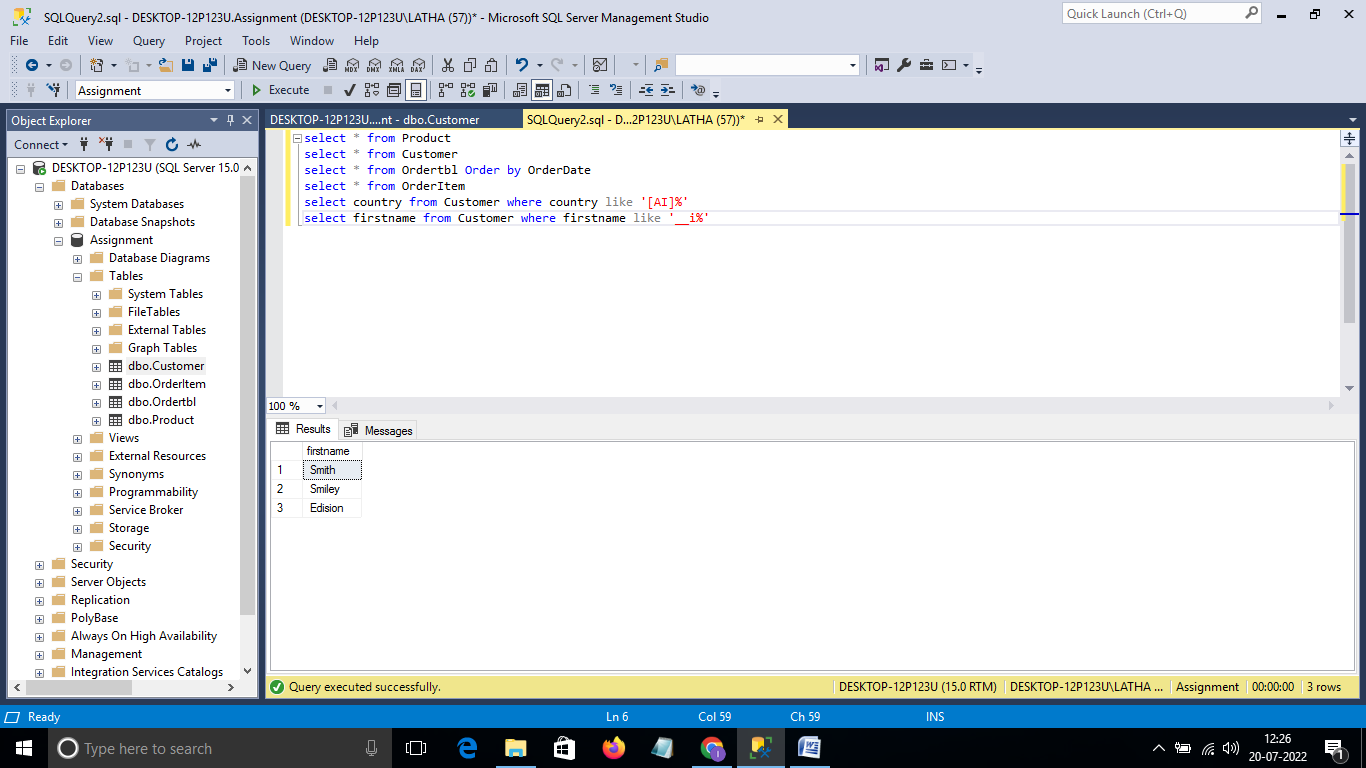 SQLQuery2.sql - DESKTOP-12P123U.Assignment (DESKTOP-12P123U\LATHA (57))* - Microsoft SQL Server Management Studio
Quick Launch (Ctrl+Q)
File Edit View Query Project Tools Window Help
New Query MDX DMX XMLA DAX
Assignment Execute
Object Explorer
DESKTOP-12P123U....nt - dbo.Customer
SQLQuery2.sql - D...2P123U\LATHA (57))*
Connect
DESKTOP-12P123U (SQL Server 15.0
Databases
System Databases
Database Snapshots
Assignment
Database Diagrams
Tables
System Tables
FileTables
External Tables
Graph Tables
dbo.Customer
dbo.OrderItem
dbo.Ordertbl
dbo.Product
Views
External Resources
Synonyms
Programmability
Service Broker
Storage
Security
Security
Server Objects
Replication
PolyBase
Always On High Availability
Management
Integration Services Catalogs
select * from Product
select * from Customer
select * from Ordertbl Order by OrderDate
select * from OrderItem
select country from Customer where country like '[AI]%'
select firstname from Customer where firstname like '__i%'
100 %
Results Messages
firstname
1 Smith
2 Smiley
3 Edision
Query executed successfully.
DESKTOP-12P123U (15.0 RTM) DESKTOP-12P123U\LATHA ... Assignment 00:00:00 3 rows
Ready Ln 6 Col 59 Ch 59 INS
Type here to search
12:26
20-07-2022
1